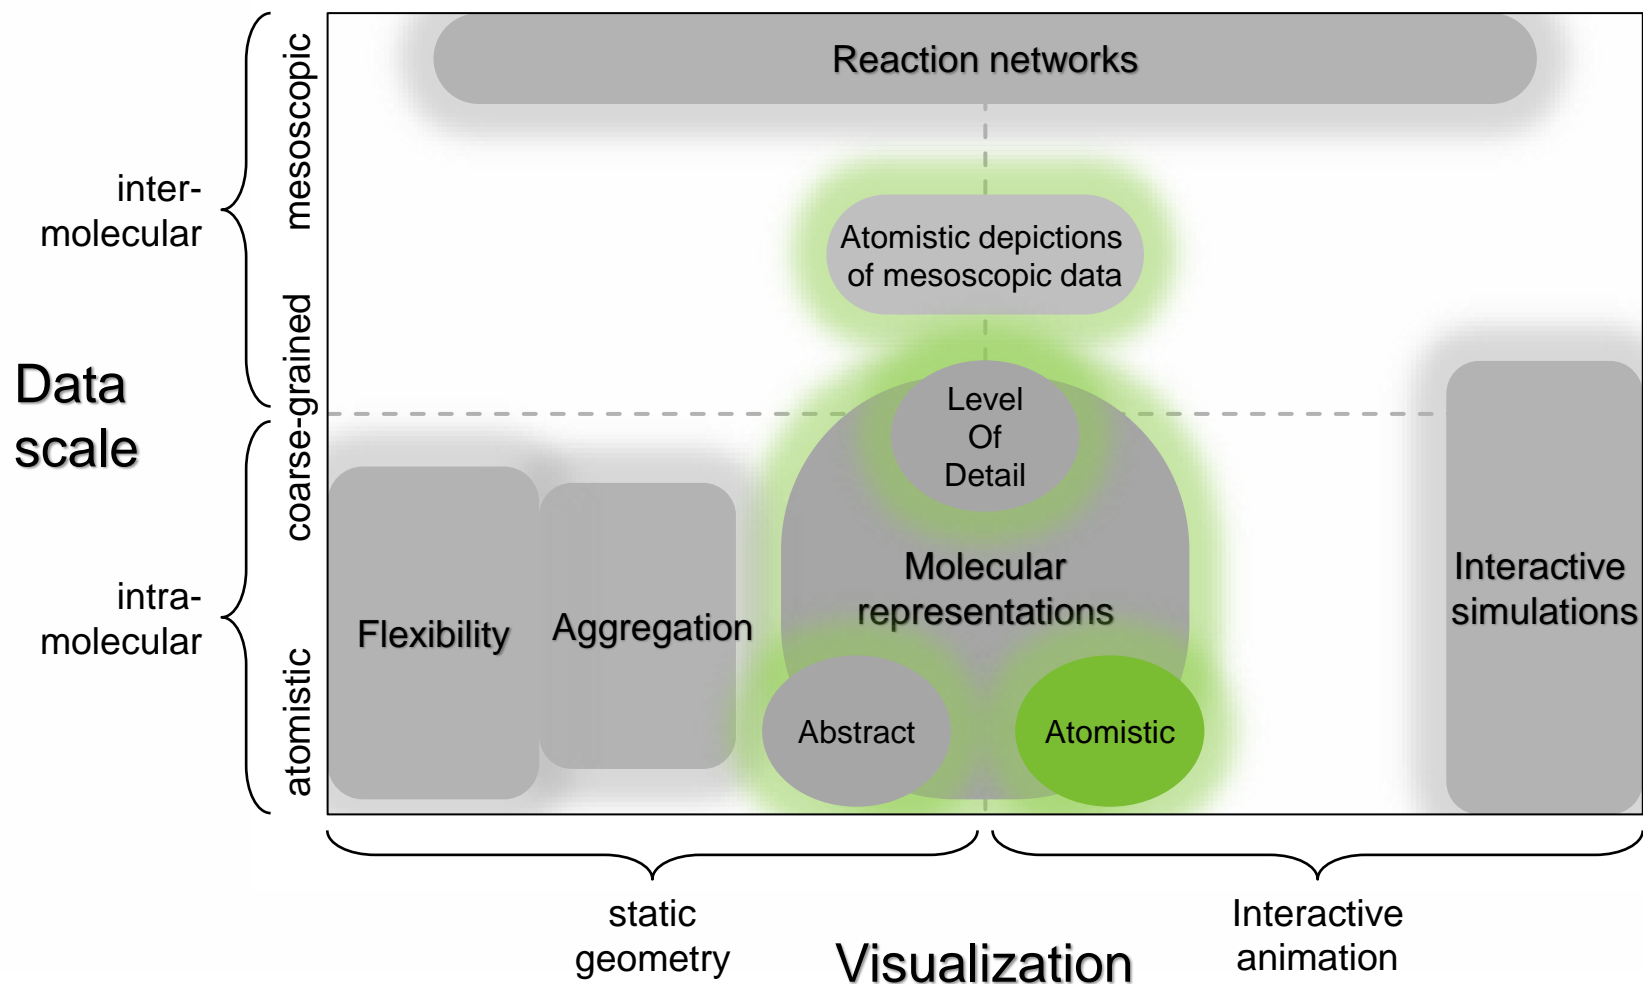 Reaction networks
mesoscopic
inter-
molecular
Atomistic depictions
of mesoscopic data
coarse-grained
Data
scale
Level
Of
Detail
Molecular
representations
Interactive
simulations
Flexibility
Aggregation
intra-
molecular
atomistic
Abstract
Atomistic
static
geometry
Interactive
animation
Visualization